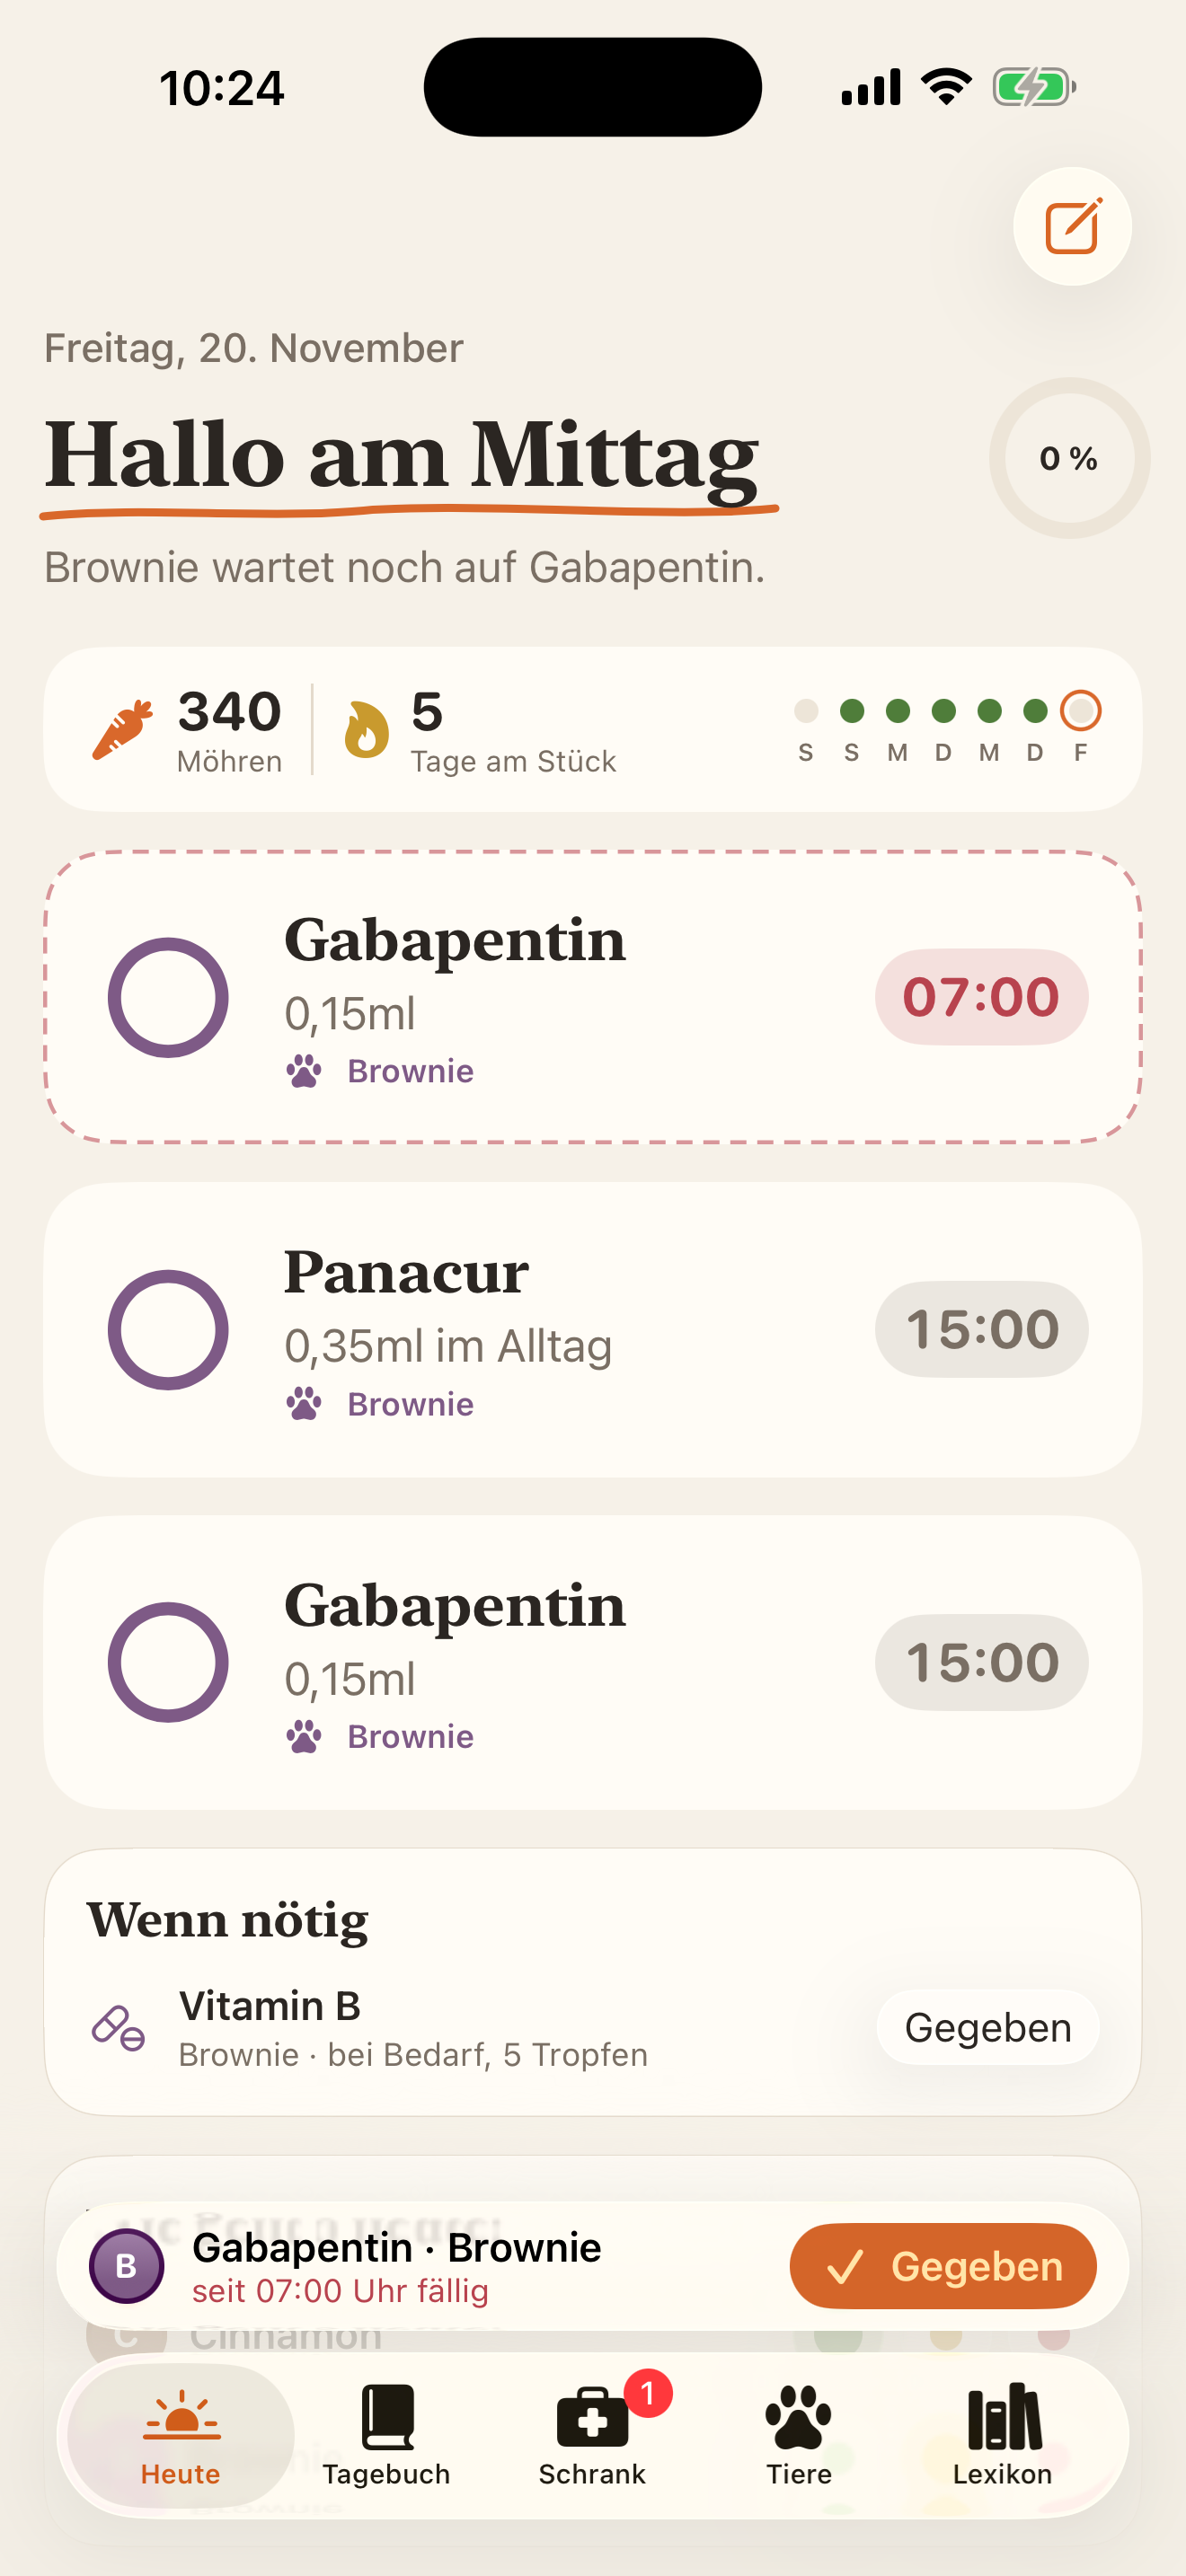 10:24
Freitag, 20. November
Hallo am Mittag
0 %
Brownie wartet noch auf Gabapentin.
340
Möhren
5
Tage am Stück
S S M D M D F
Gabapentin
0,15ml
Brownie
07:00
Panacur
0,35ml im Alltag
Brownie
15:00
Gabapentin
0,15ml
Brownie
15:00
Wenn nötig
Vitamin B
Brownie · bei Bedarf, 5 Tropfen
Gegeben
B
Gabapentin · Brownie
seit 07:00 Uhr fällig
Gegeben
C
Cinnamon
1
Heute
Tagebuch
Schrank
Tiere
Lexikon